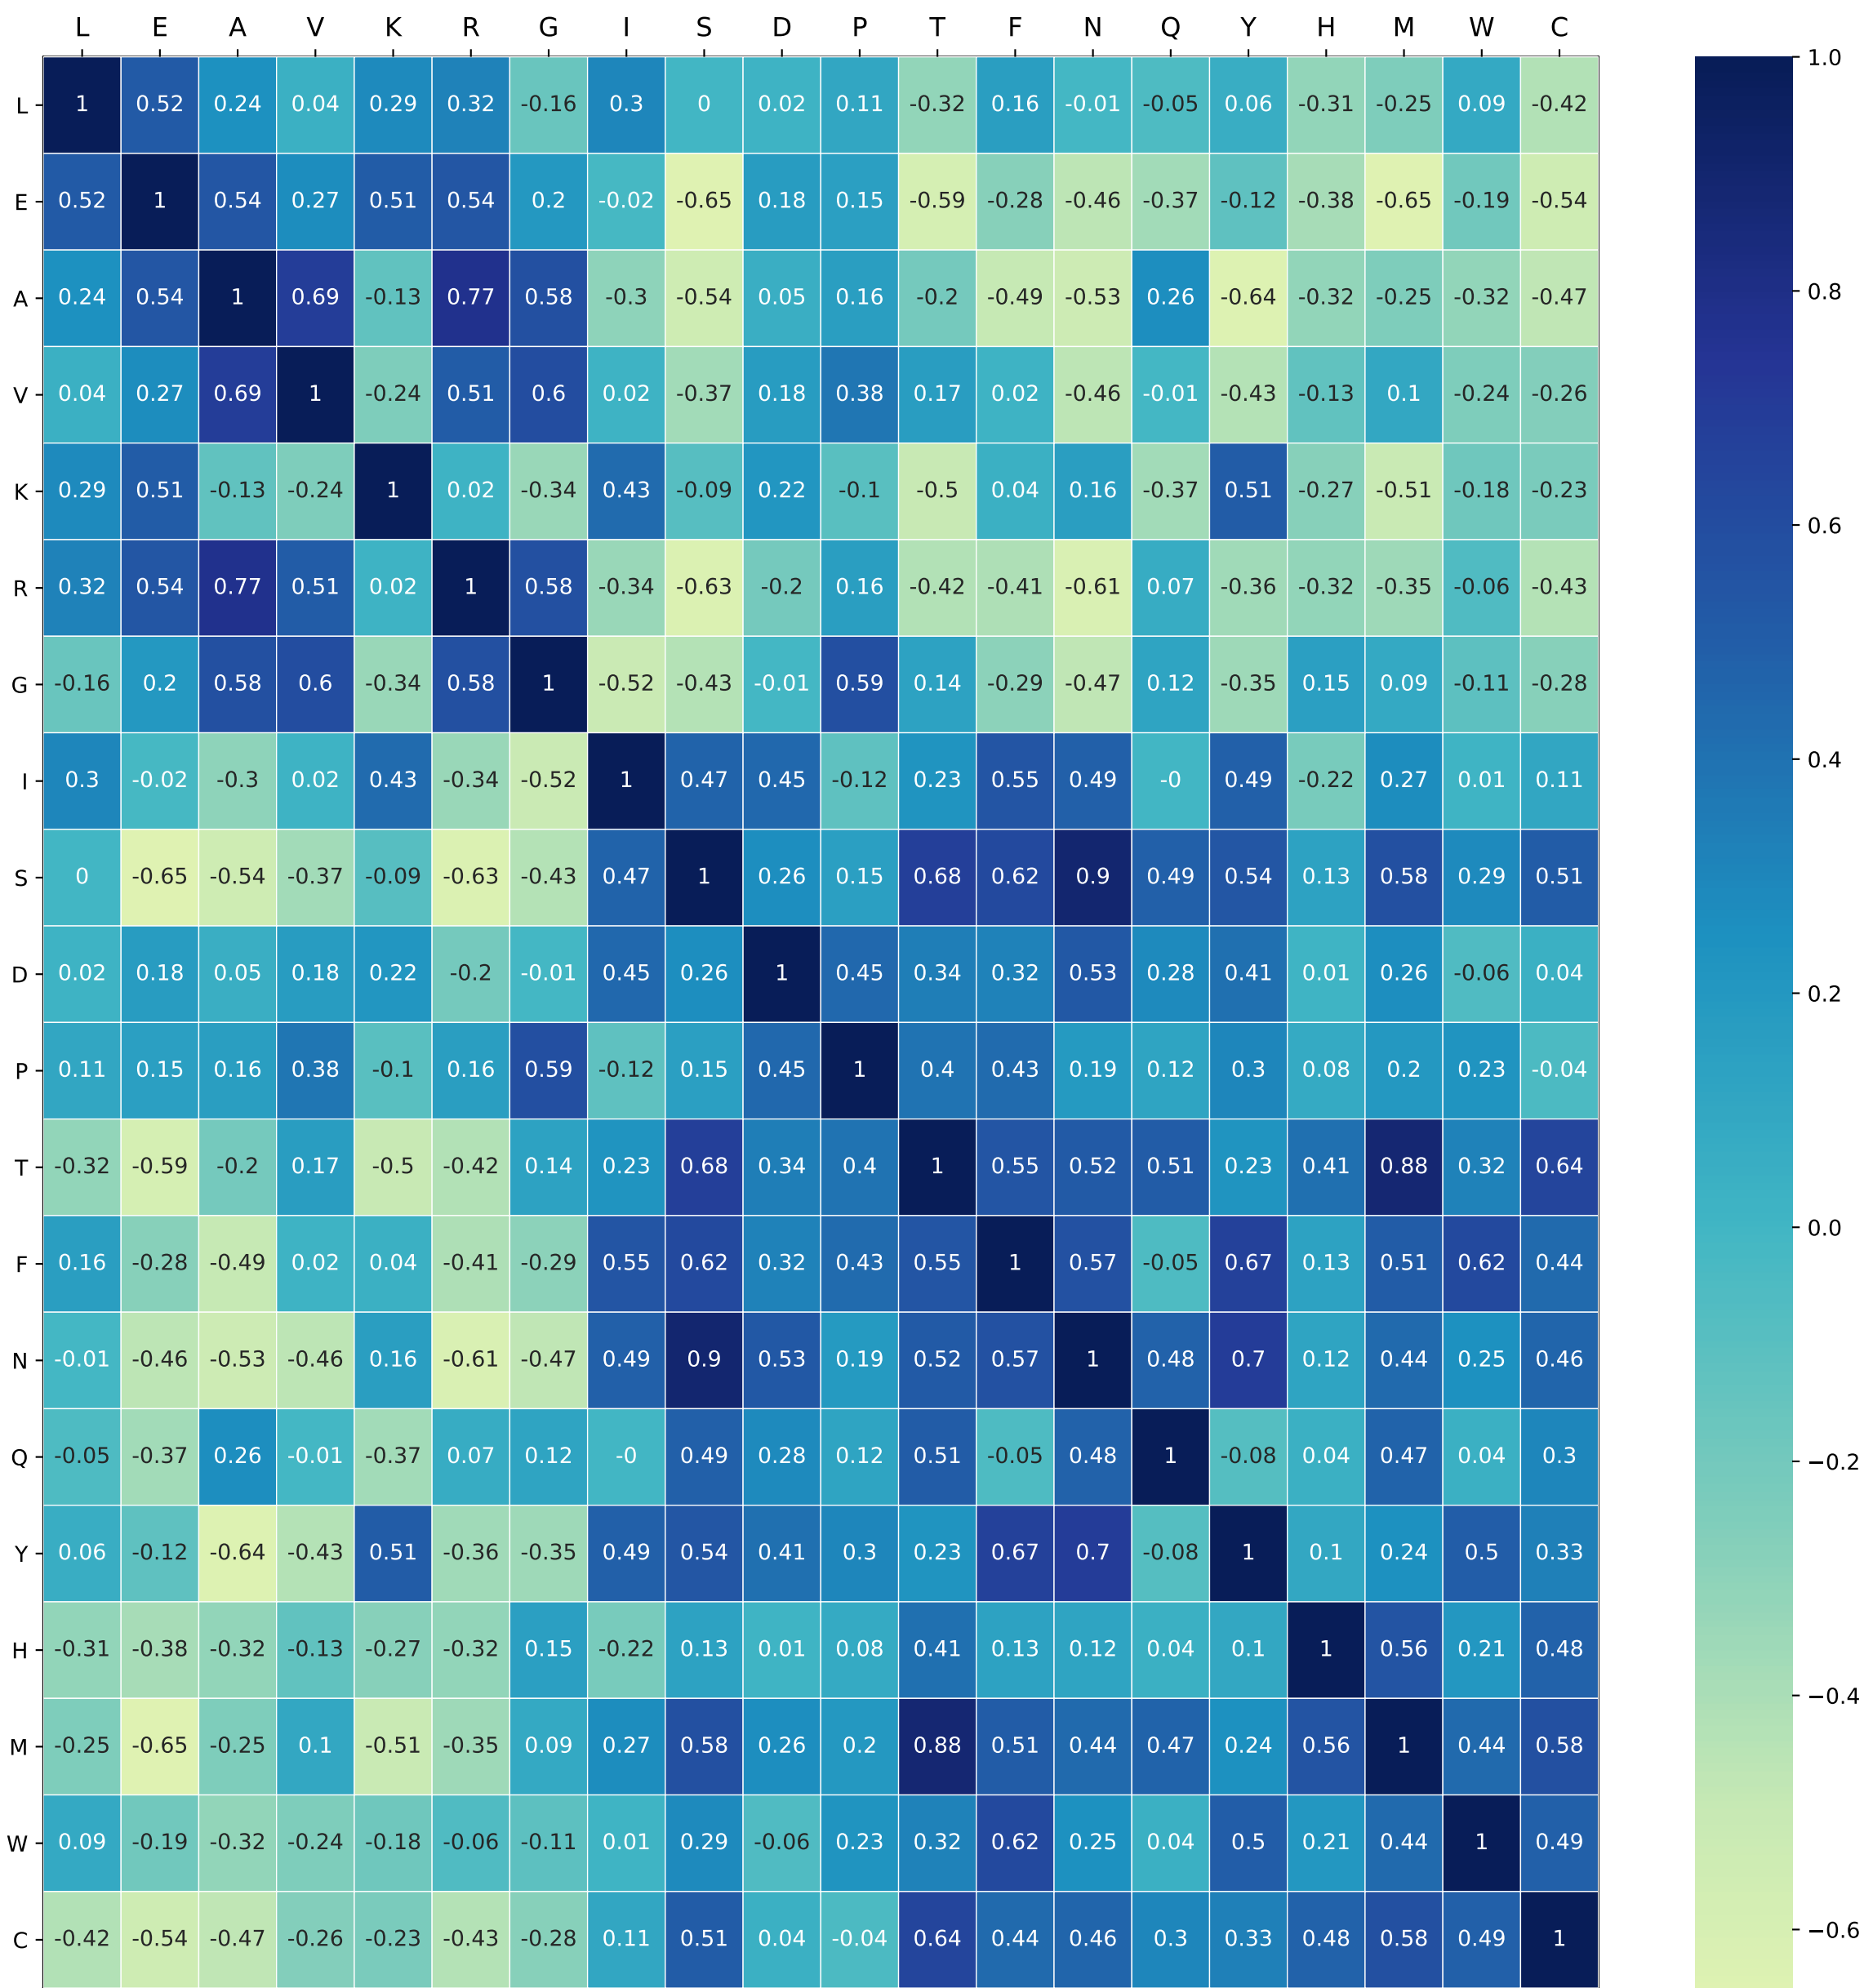 L E A V K R G I S D P T F N Q Y H M W C
L 1 0.52 0.24 0.04 0.29 0.32 -0.16 0.3 0 0.02 0.11 -0.32 0.16 -0.01 -0.05 0.06 -0.31 -0.25 0.09 -0.42
E 0.52 1 0.54 0.27 0.51 0.54 0.2 -0.02 -0.65 0.18 0.15 -0.59 -0.28 -0.46 -0.37 -0.12 -0.38 -0.65 -0.19 -0.54
A 0.24 0.54 1 0.69 -0.13 0.77 0.58 -0.3 -0.54 0.05 0.16 -0.2 -0.49 -0.53 0.26 -0.64 -0.32 -0.25 -0.32 -0.47
V 0.04 0.27 0.69 1 -0.24 0.51 0.6 0.02 -0.37 0.18 0.38 0.17 0.02 -0.46 -0.01 -0.43 -0.13 0.1 -0.24 -0.26
K 0.29 0.51 -0.13 -0.24 1 0.02 -0.34 0.43 -0.09 0.22 -0.1 -0.5 0.04 0.16 -0.37 0.51 -0.27 -0.51 -0.18 -0.23
R 0.32 0.54 0.77 0.51 0.02 1 0.58 -0.34 -0.63 -0.2 0.16 -0.42 -0.41 -0.61 0.07 -0.36 -0.32 -0.35 -0.06 -0.43
G -0.16 0.2 0.58 0.6 -0.34 0.58 1 -0.52 -0.43 -0.01 0.59 0.14 -0.29 -0.47 0.12 -0.35 0.15 0.09 -0.11 -0.28
I 0.3 -0.02 -0.3 0.02 0.43 -0.34 -0.52 1 0.47 0.45 -0.12 0.23 0.55 0.49 -0 0.49 -0.22 0.27 0.01 0.11
S 0 -0.65 -0.54 -0.37 -0.09 -0.63 -0.43 0.47 1 0.26 0.15 0.68 0.62 0.9 0.49 0.54 0.13 0.58 0.29 0.51
D 0.02 0.18 0.05 0.18 0.22 -0.2 -0.01 0.45 0.26 1 0.45 0.34 0.32 0.53 0.28 0.41 0.01 0.26 -0.06 0.04
P 0.11 0.15 0.16 0.38 -0.1 0.16 0.59 -0.12 0.15 0.45 1 0.4 0.43 0.19 0.12 0.3 0.08 0.2 0.23 -0.04
T -0.32 -0.59 -0.2 0.17 -0.5 -0.42 0.14 0.23 0.68 0.34 0.4 1 0.55 0.52 0.51 0.23 0.41 0.88 0.32 0.64
F 0.16 -0.28 -0.49 0.02 0.04 -0.41 -0.29 0.55 0.62 0.32 0.43 0.55 1 0.57 -0.05 0.67 0.13 0.51 0.62 0.44
N -0.01 -0.46 -0.53 -0.46 0.16 -0.61 -0.47 0.49 0.9 0.53 0.19 0.52 0.57 1 0.48 0.7 0.12 0.44 0.25 0.46
Q -0.05 -0.37 0.26 -0.01 -0.37 0.07 0.12 -0 0.49 0.28 0.12 0.51 -0.05 0.48 1 -0.08 0.04 0.47 0.04 0.3
Y 0.06 -0.12 -0.64 -0.43 0.51 -0.36 -0.35 0.49 0.54 0.41 0.3 0.23 0.67 0.7 -0.08 1 0.1 0.24 0.5 0.33
H -0.31 -0.38 -0.32 -0.13 -0.27 -0.32 0.15 -0.22 0.13 0.01 0.08 0.41 0.13 0.12 0.04 0.1 1 0.56 0.21 0.48
M -0.25 -0.65 -0.25 0.1 -0.51 -0.35 0.09 0.27 0.58 0.26 0.2 0.88 0.51 0.44 0.47 0.24 0.56 1 0.44 0.58
W 0.09 -0.19 -0.32 -0.24 -0.18 -0.06 -0.11 0.01 0.29 -0.06 0.23 0.32 0.62 0.25 0.04 0.5 0.21 0.44 1 0.49
C -0.42 -0.54 -0.47 -0.26 -0.23 -0.43 -0.28 0.11 0.51 0.04 -0.04 0.64 0.44 0.46 0.3 0.33 0.48 0.58 0.49 1
1.0
0.8
0.6
0.4
0.2
0.0
−0.2
−0.4
−0.6